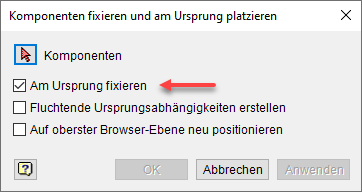 Komponenten fixieren und am Ursprung platzieren
Komponenten
Am Ursprung fixieren
Fluchtende Ursprungsabhängigkeiten erstellen
Auf oberster Browser-Ebene neu positionieren
?
OK Abbrechen Anwenden